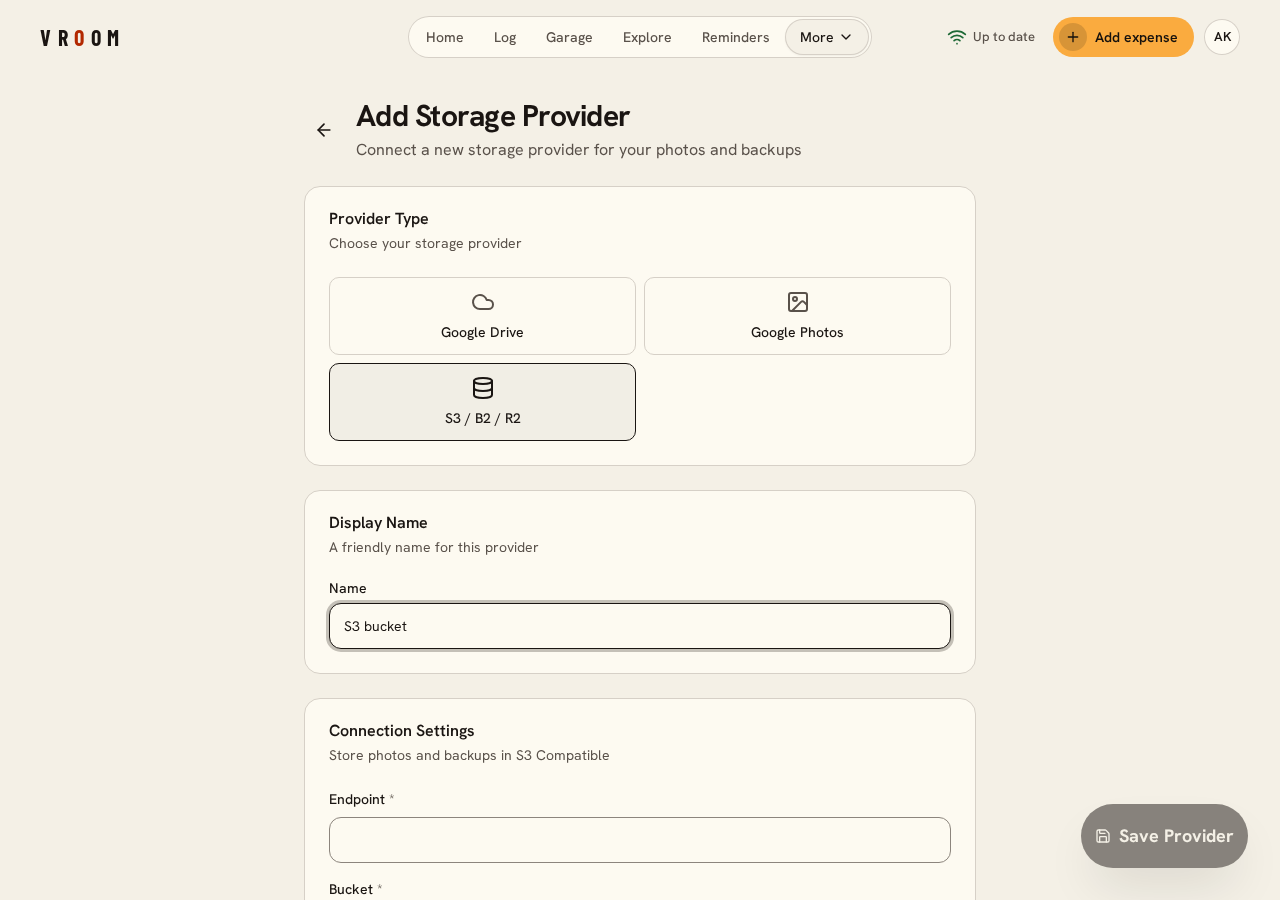 VROOM
Home
Log
Garage
Explore
Reminders
More
Up to date
Add expense
AK
Add Storage Provider
Connect a new storage provider for your photos and backups
Provider Type
Choose your storage provider
Google Drive
Google Photos
S3 / B2 / R2
Display Name
A friendly name for this provider
Name
S3 bucket
Connection Settings
Store photos and backups in S3 Compatible
Endpoint *
Save Provider
Bucket *